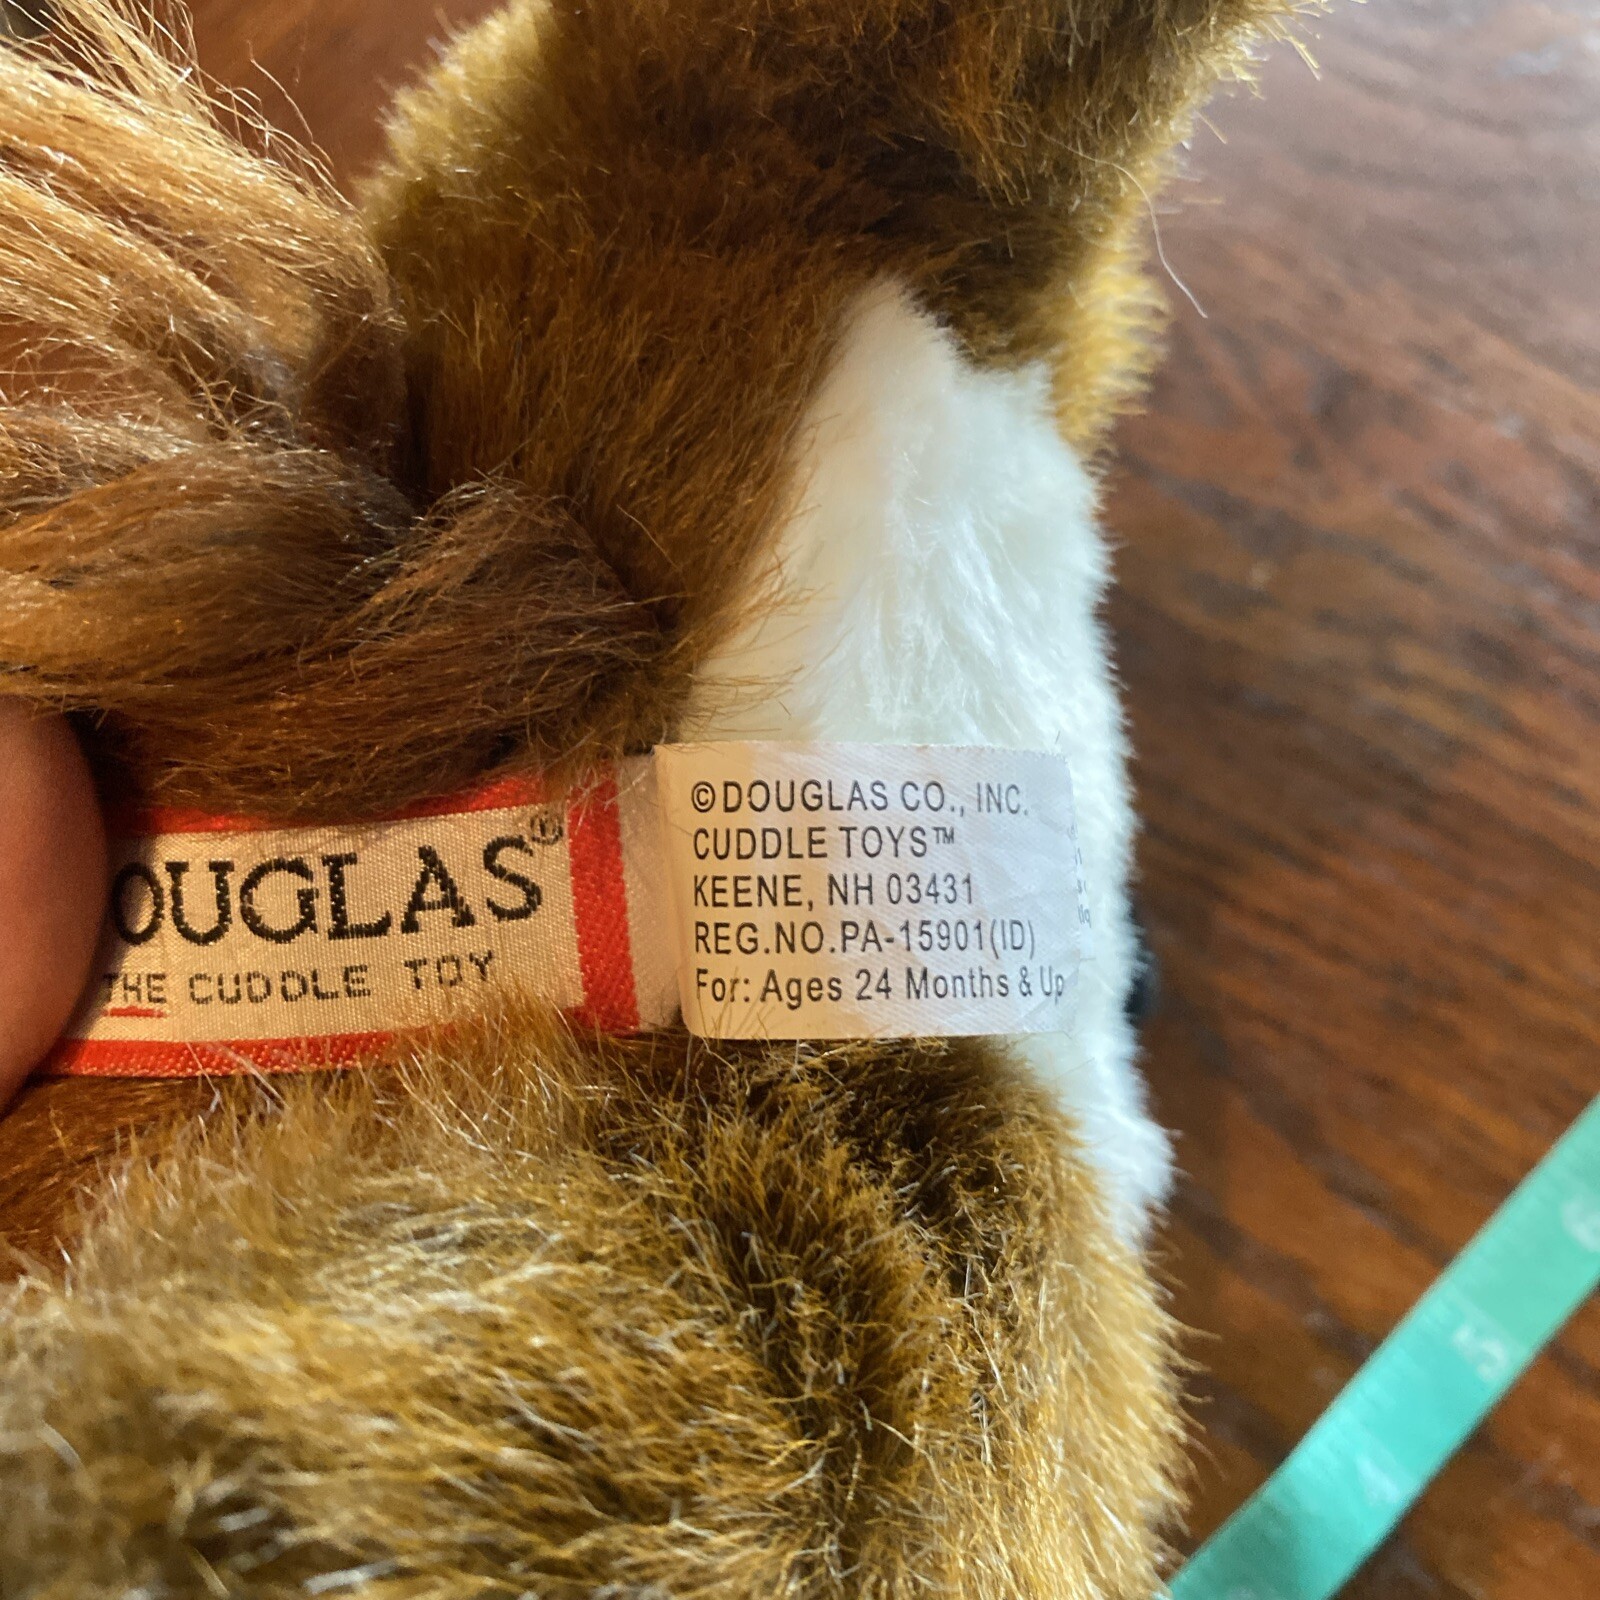 OUGLAS®
THE CUDDLE TOY
©DOUGLAS CO., INC.
CUDDLE TOYS™
KEENE, NH 03431
REG.NO.PA-15901(ID)
For: Ages 24 Months & Up
5